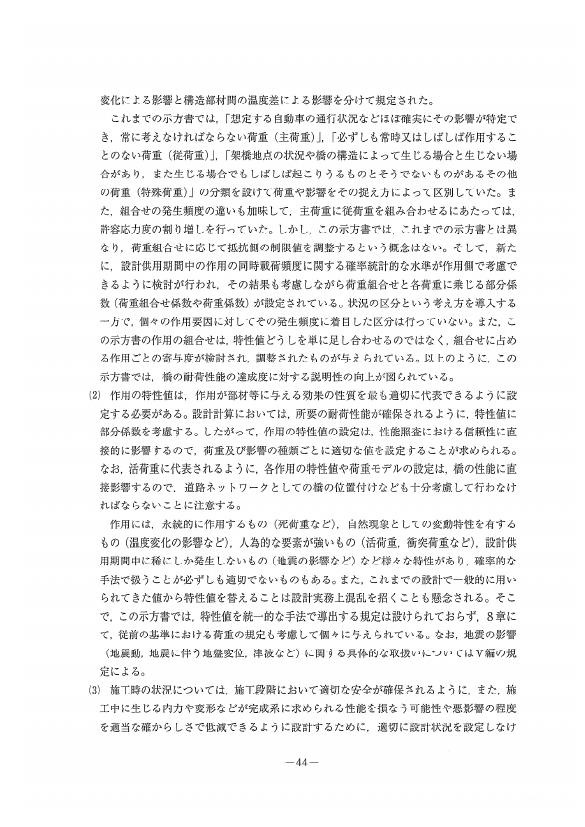 変化による影響と構造部材間の温度差による影響を分けて規定された。
これまでの示方書では，「想定する自動車の通行状況などほぼ確実にその影響が特定で
き，常に考えなければならない荷重（主荷重）」，「必ずしも常時又はしばしば作用するこ
とのない荷重（従荷重）」，「架橋地点の状況や橋の構造によって生じる場合と生じない場
合があり，また生じる場合でもしばしば起こりうるものとそうでないものがあるその他
の荷重（特殊荷重）」の分類を設けて荷重や影響をその捉え方によって区別していた。ま
た，組合せの発生頻度の違いも加味して，主荷重に従荷重を組み合わせるにあたっては，
許容応力度の割り増しを行っていた。しかし，この示方書では，これまでの示方書とは異
なり，荷重組合せに応じて抵抗側の制限値を調整するという概念はない。そして，新た
に，設計供用期間中の作用の同時載荷頻度に関する確率統計的な水準が作用側で考慮で
きるように検討が行われ，その結果も考慮しながら荷重組合せと各荷重に乗じる部分係
数（荷重組合せ係数や荷重係数）が設定されている。状況の区分という考え方を導入する
一方で，個々の作用要因に対してその発生頻度に着目した区分は行っていない。また，こ
の示方書の作用の組合せは，特性値どうしを単に足し合わせるのではなく，組合せに占め
る作用ごとの寄与度が検討され，調整されたものが与えられている。以上のように，この
示方書では，橋の耐荷性能の達成度に対する説明性の向上が図られている。
(2) 作用の特性値は，作用が部材等に与える効果の性質を最も適切に代表できるように設
定する必要がある。設計計算においては，所要の耐荷性能が確保されるように，特性値に
部分係数を考慮する。したがって，作用の特性値の設定は，性能照査における信頼性に直
接的に影響するので，荷重及び影響の種類ごとに適切な値を設定することが求められる。
なお，活荷重に代表されるように，各作用の特性値や荷重モデルの設定は，橋の性能に直
接影響するので，道路ネットワークとしての橋の位置付けなども十分考慮して行わなけ
ればならないことに注意する。
作用には，永続的に作用するもの（死荷重など），自然現象としての変動特性を有する
もの（温度変化の影響など），人為的な要素が強いもの（活荷重，衝突荷重など），設計供
用期間中に稀にしか発生しないもの（地震の影響など）など様々な特性があり，確率的な
手法で扱うことが必ずしも適切でないものもある。また，これまでの設計で一般的に用い
られてきた値から特性値を替えることは設計実務上混乱を招くことも懸念される。そこ
で，この示方書では，特性値を統一的な手法で導出する規定は設けられておらず，8章に
て，従前の基準における荷重の規定も考慮して個々に与えられている。なお，地震の影響
（地震動，地震に伴う地盤変位，津波など）に関する具体的な取扱いについてはⅤ編の規
定による。
(3) 施工時の状況については，施工段階において適切な安全が確保されるように，また，施
工中に生じる内力や変形などが完成系に求められる性能を損なう可能性や悪影響の程度
を適当な確からしさで低減できるように設計するために，適切に設計状況を設定しなけ
—44—